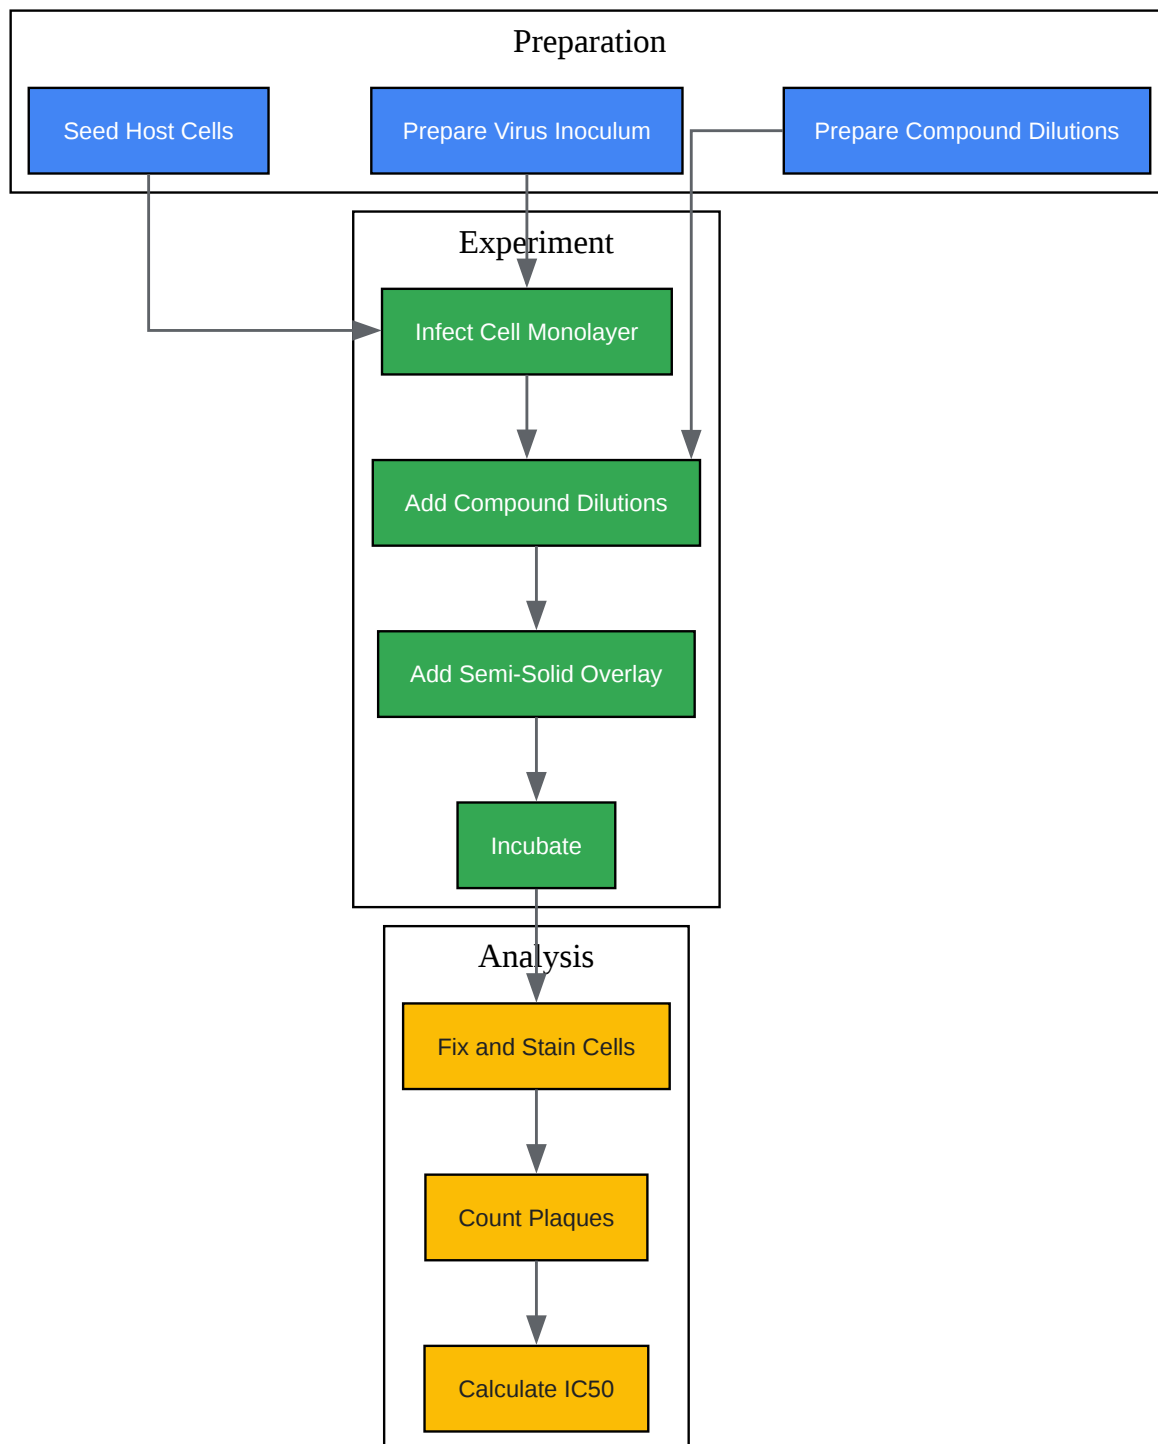 Preparation
Seed Host Cells
Prepare Virus Inoculum
Prepare Compound Dilutions
Experiment
Infect Cell Monolayer
Add Compound Dilutions
Add Semi-Solid Overlay
Incubate
Analysis
Fix and Stain Cells
Count Plaques
Calculate IC50